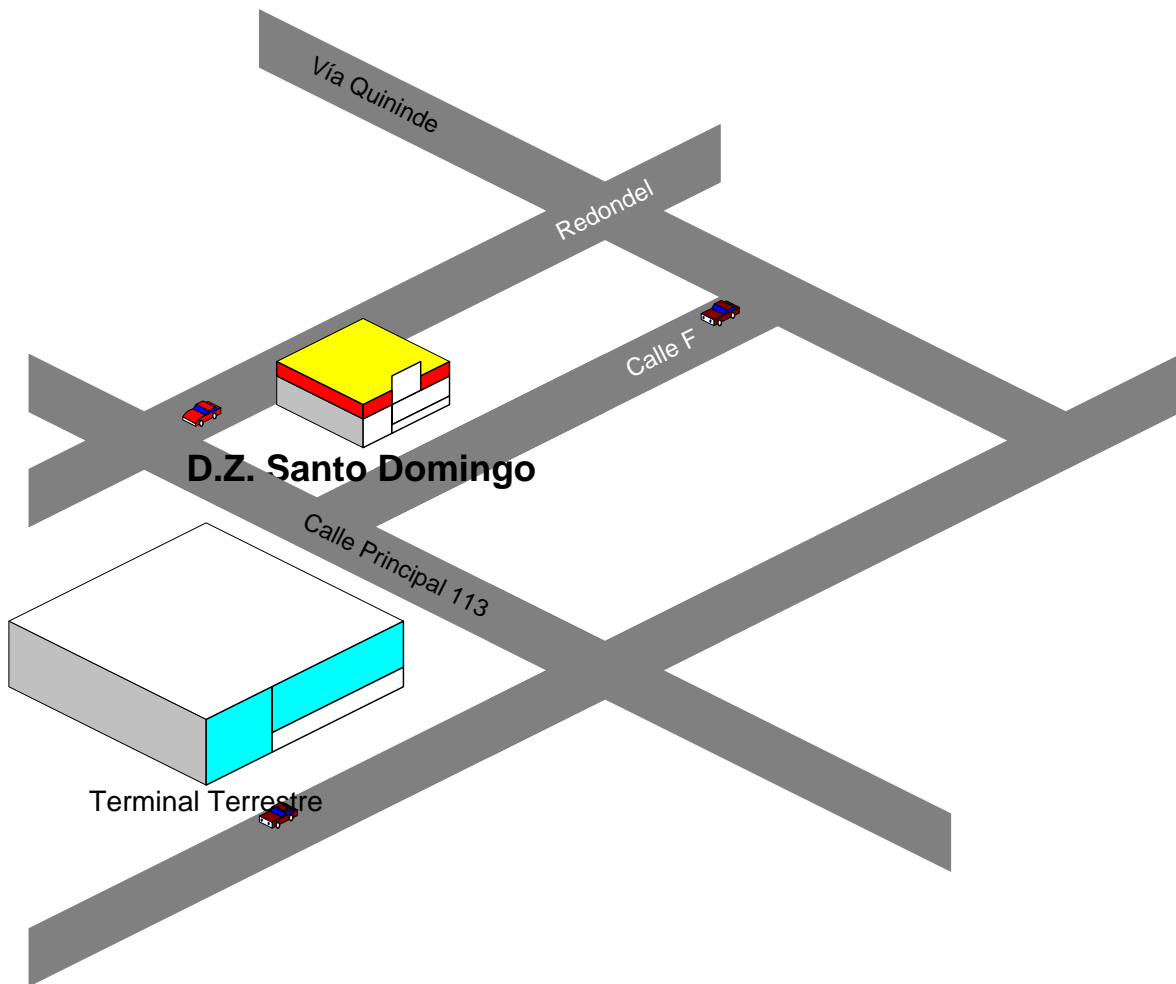 Vía Quininde
Redondel
Calle F
D.Z. Santo Domingo
Calle Principal 113
Terminal Terrestre